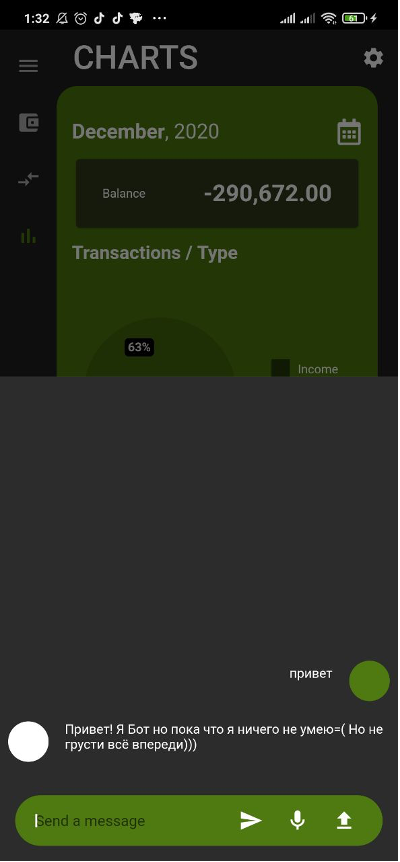 1:32 61
CHARTS
December, 2020
Balance -290,672.00
Transactions / Type
63%
Income
привет
Привет! Я Бот но пока что я ничего не умею=( Но не
грусти всё впереди)))
Send a message